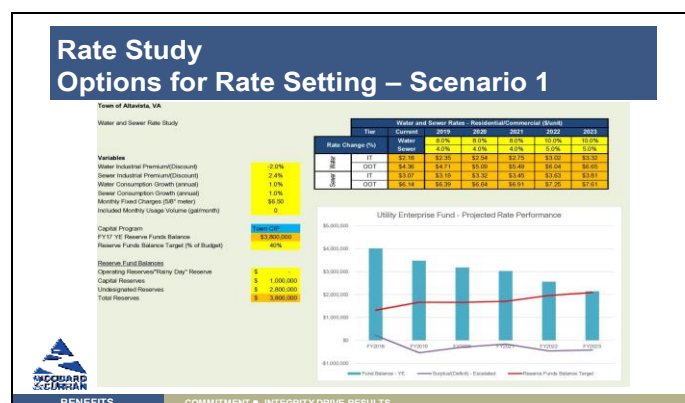 Rate Study
Options for Rate Setting – Scenario 1
Town of Altavista, VA
Water and Sewer Rate Study
Water and Sewer Rates - Residential/Commercial ($/unit)
Tier Current 2019 2020 2021 2022 2023
Rate Change (%) Water 8.0% 8.0% 8.0% 10.0% 10.0%
Sewer 4.0% 4.0% 4.0% 5.0% 5.0%
Water IT $2.18 $2.35 $2.54 $2.75 $3.02 $3.32
OOT $4.36 $4.71 $5.09 $5.49 $6.04 $6.65
Sewer IT $3.07 $3.19 $3.32 $3.45 $3.63 $3.81
OOT $6.14 $6.39 $6.64 $6.91 $7.25 $7.61
Variables
Water Industrial Premium/(Discount) -2.0%
Sewer Industrial Premium/(Discount) 2.4%
Water Consumption Growth (annual) 1.0%
Sewer Consumption Growth (annual) 1.0%
Monthly Fixed Charges (5/8" meter) $6.50
Included Monthly Usage Volume (gal/month) 0
Capital Program Town CIP
FY17 YE Reserve Funds Balance $3,800,000
Reserve Funds Balance Target (% of Budget) 40%
Reserve Fund Balances
Operating Reserves/"Rainy Day" Reserve $ -
Capital Reserves $ 1,000,000
Undesignated Reserves $ 2,800,000
Total Reserves $ 3,800,000
Utility Enterprise Fund - Projected Rate Performance
$5,000,000
$4,000,000
$3,000,000
$2,000,000
$1,000,000
$0
-$1,000,000
FY2018 FY2019 FY2020 FY2021 FY2022 FY2023
Fund Balance - YE Surplus/(Deficit) - Escalated Reserve Funds Balance Target
WOODARD
&CURRAN
BENEFITS COMMITMENT & INTEGRITY DRIVE RESULTS